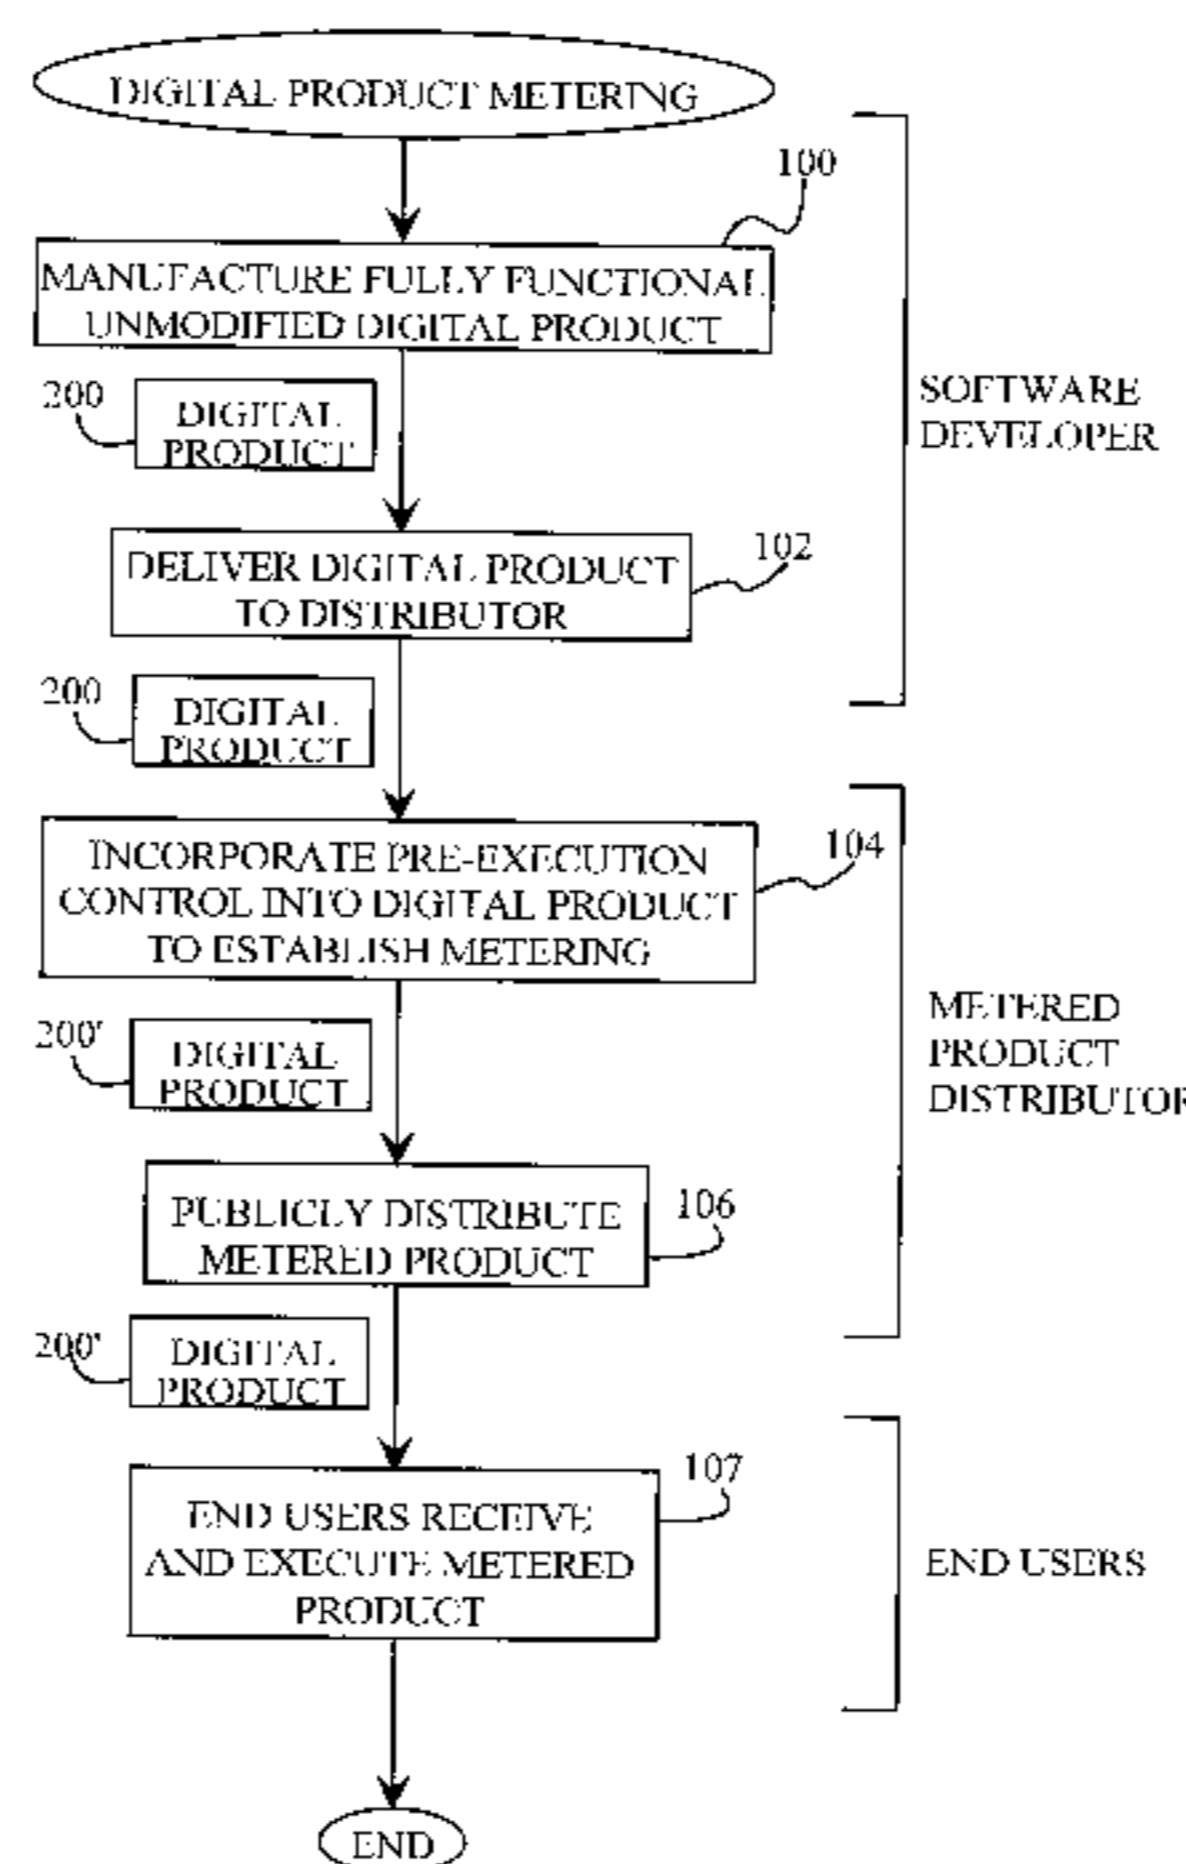 DIGITAL PRODUCT METERING
100
MANUFACTURE FULLY FUNCTIONAL
UNMODIFIED DIGITAL PRODUCT
200
DIGITAL
PRODUCT
SOFTWARE
DEVELOPER
102
DELIVER DIGITAL PRODUCT
TO DISTRIBUTOR
200
DIGITAL
PRODUCT
104
INCORPORATE PRE-EXECUTION
CONTROL INTO DIGITAL PRODUCT
TO ESTABLISH METERING
200'
DIGITAL
PRODUCT
METERED
PRODUCT
DISTRIBUTOR
106
PUBLICLY DISTRIBUTE
METERED PRODUCT
200'
DIGITAL
PRODUCT
107
END USERS RECEIVE
AND EXECUTE METERED
PRODUCT
END USERS
END